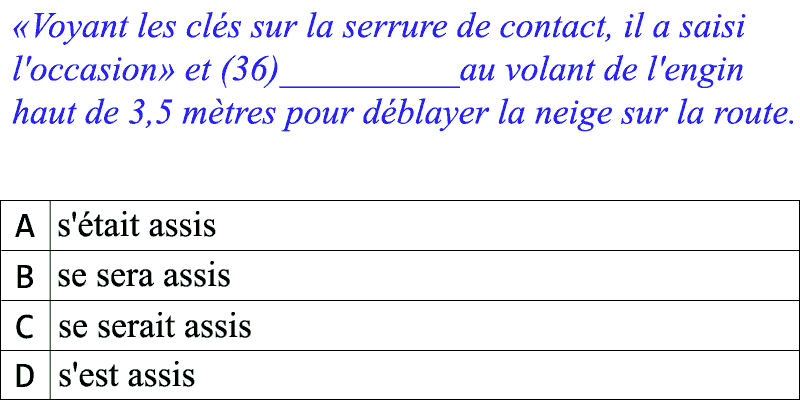 «Voyant les clés sur la serrure de contact, il a saisi
l'occasion» et (36)__________au volant de l'engin
haut de 3,5 mètres pour déblayer la neige sur la route.
A s'était assis
B se sera assis
C se serait assis
D s'est assis